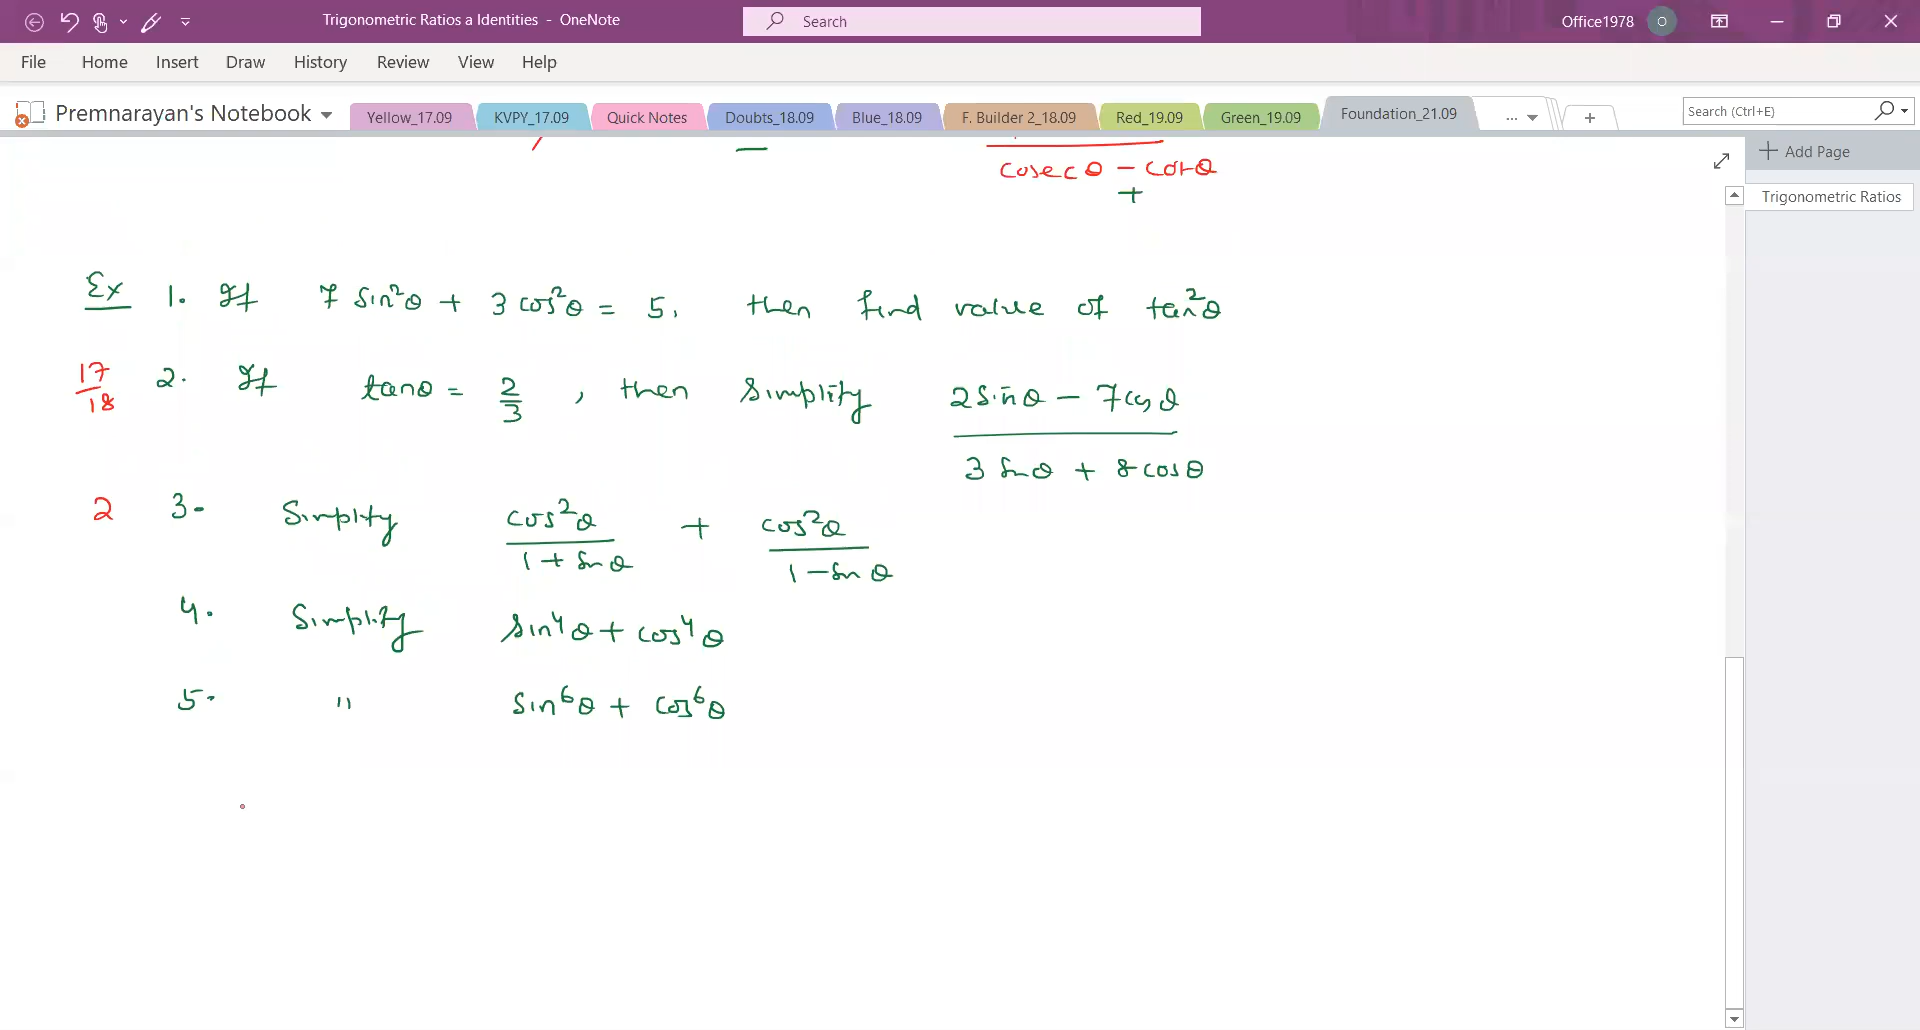 Trigonometric Ratios a Identities - OneNote
Search
Office1978 O
File Home Insert Draw History Review View Help
Premnarayan's Notebook Yellow_17.09 KVPY_17.09 Quick Notes Doubts_18.09 Blue_18.09 F. Builder 2_18.09 Red_19.09 Green_19.09 Foundation_21.09 ... + Search (Ctrl+E)
Add Page
Trigonometric Ratios
cosec θ - cot θ
+
Ex 1. If 7 sin²θ + 3 cos²θ = 5, then find value of tan²θ
17/18 2. If tanθ = 2/3, then simplify (2 sinθ - 7 cosθ)/(3 sinθ + 8 cosθ)
2 3. Simplify cos²θ/(1 + sinθ) + cos²θ/(1 - sinθ)
4. Simplify sin⁴θ + cos⁴θ
5. " sin⁶θ + cos⁶θ